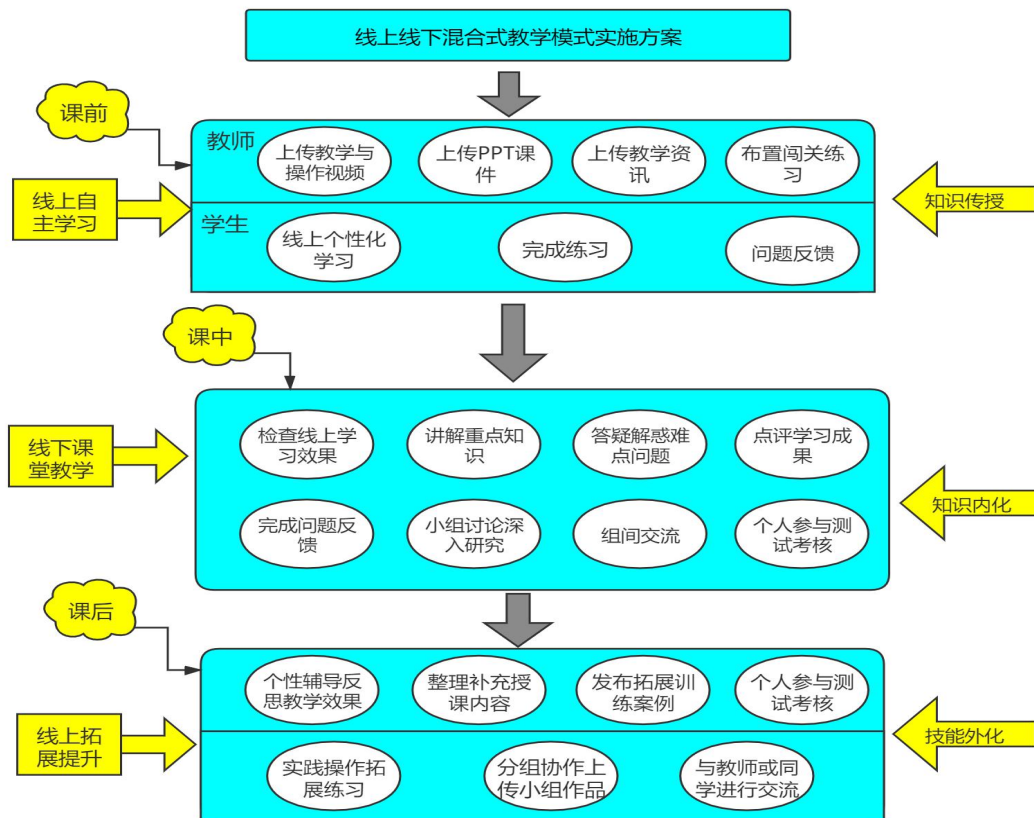 线上线下混合式教学模式实施方案
课前
教师
上传教学与
操作视频
上传PPT课
件
上传教学资
讯
布置闯关练
习
线上自
主学习
知识传授
学生
线上个性化
学习
完成练习
问题反馈
课中
检查线上学
习效果
讲解重点知
识
答疑解惑难
点问题
点评学习成
果
线下课
堂教学
知识内化
完成问题反
馈
小组讨论深
入研究
组间交流
个人参与测
试考核
课后
个性辅导反
思教学效果
整理补充授
课内容
发布拓展训
练案例
个人参与测
试考核
线上拓
展提升
技能外化
实践操作拓
展练习
分组协作上
传小组作品
与教师或同
学进行交流